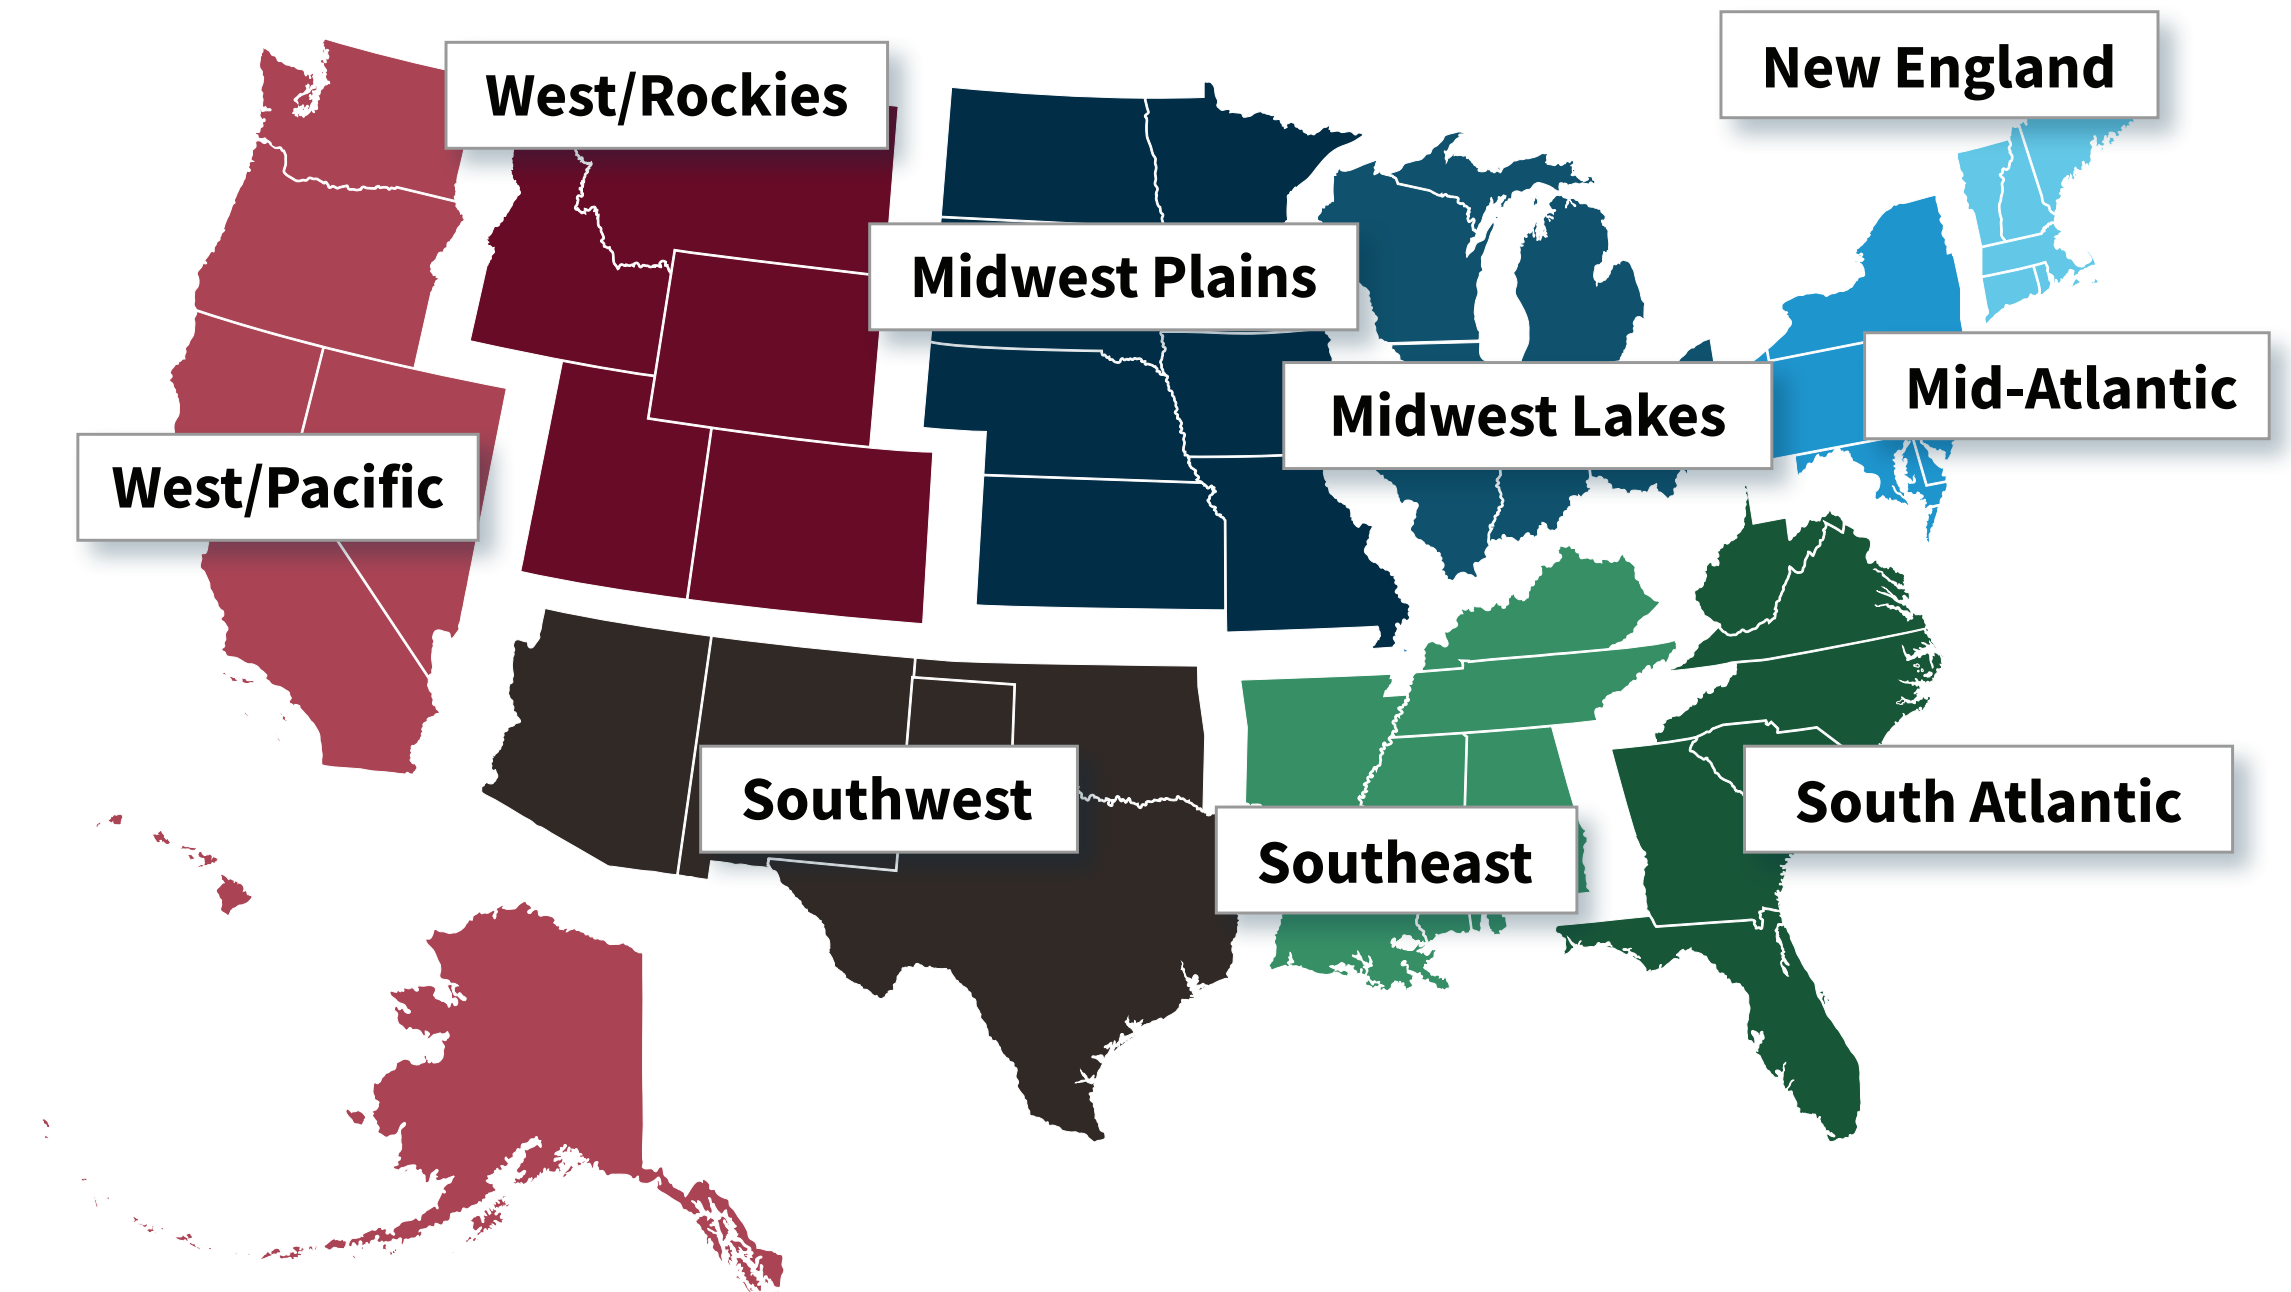 New England
West/Rockies
Midwest Plains
Mid-Atlantic
Midwest Lakes
West/Pacific
Southwest
South Atlantic
Southeast